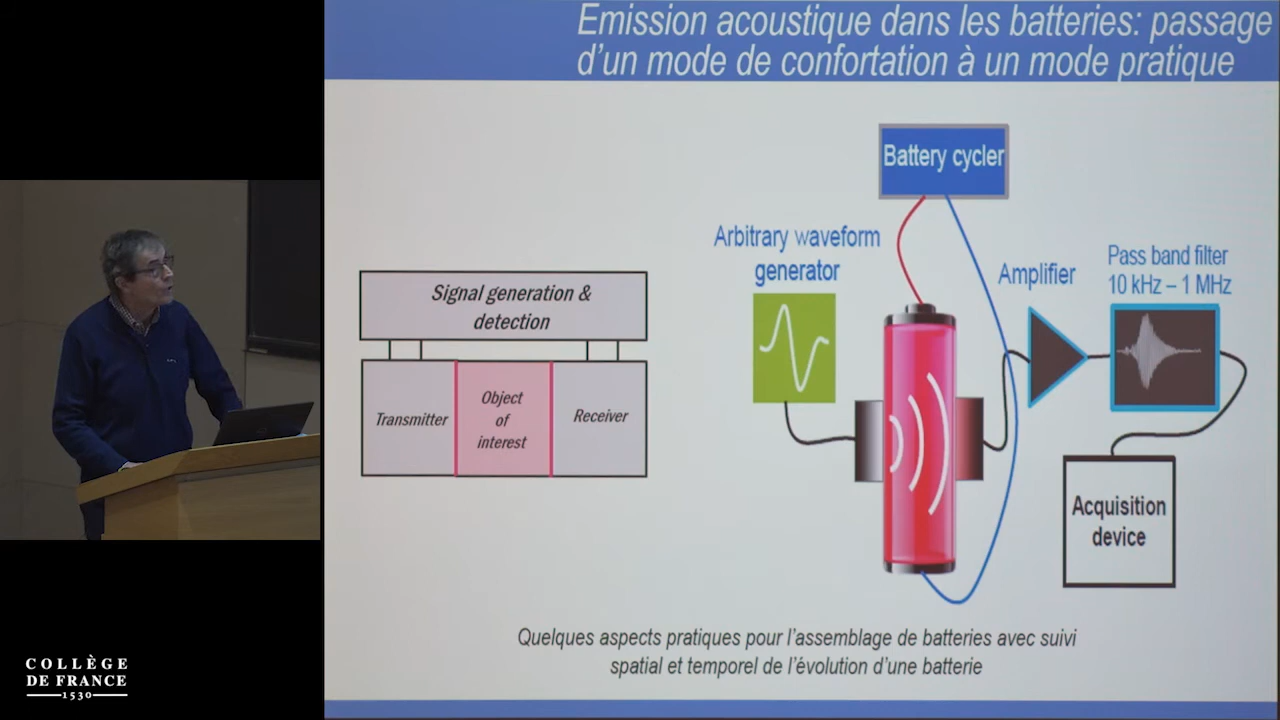 Emission acoustique dans les batteries: passage
d'un mode de confortation à un mode pratique
Battery cycler
Arbitrary waveform
generator
Amplifier
Pass band filter
10 kHz – 1 MHz
Signal generation &
detection
Transmitter
Object
of
interest
Receiver
Acquisition
device
Quelques aspects pratiques pour l'assemblage de batteries avec suivi
spatial et temporel de l'évolution d'une batterie
COLLÈGE
DE FRANCE
1530